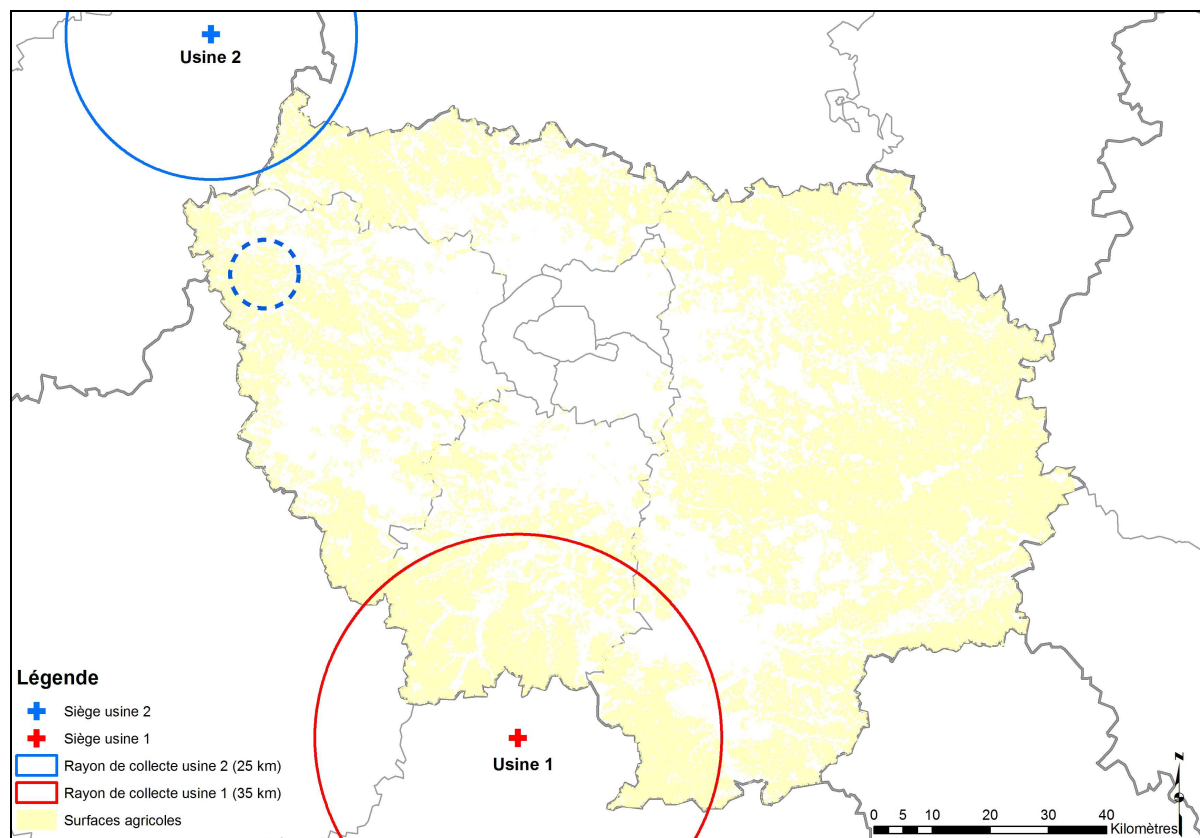 Usine 2
Légende
Siège usine 2
Siège usine 1
Rayon de collecte usine 2 (25 km)
Rayon de collecte usine 1 (35 km)
Surfaces agricoles
Usine 1
N
0 5 10 20 30 40
Kilomètres